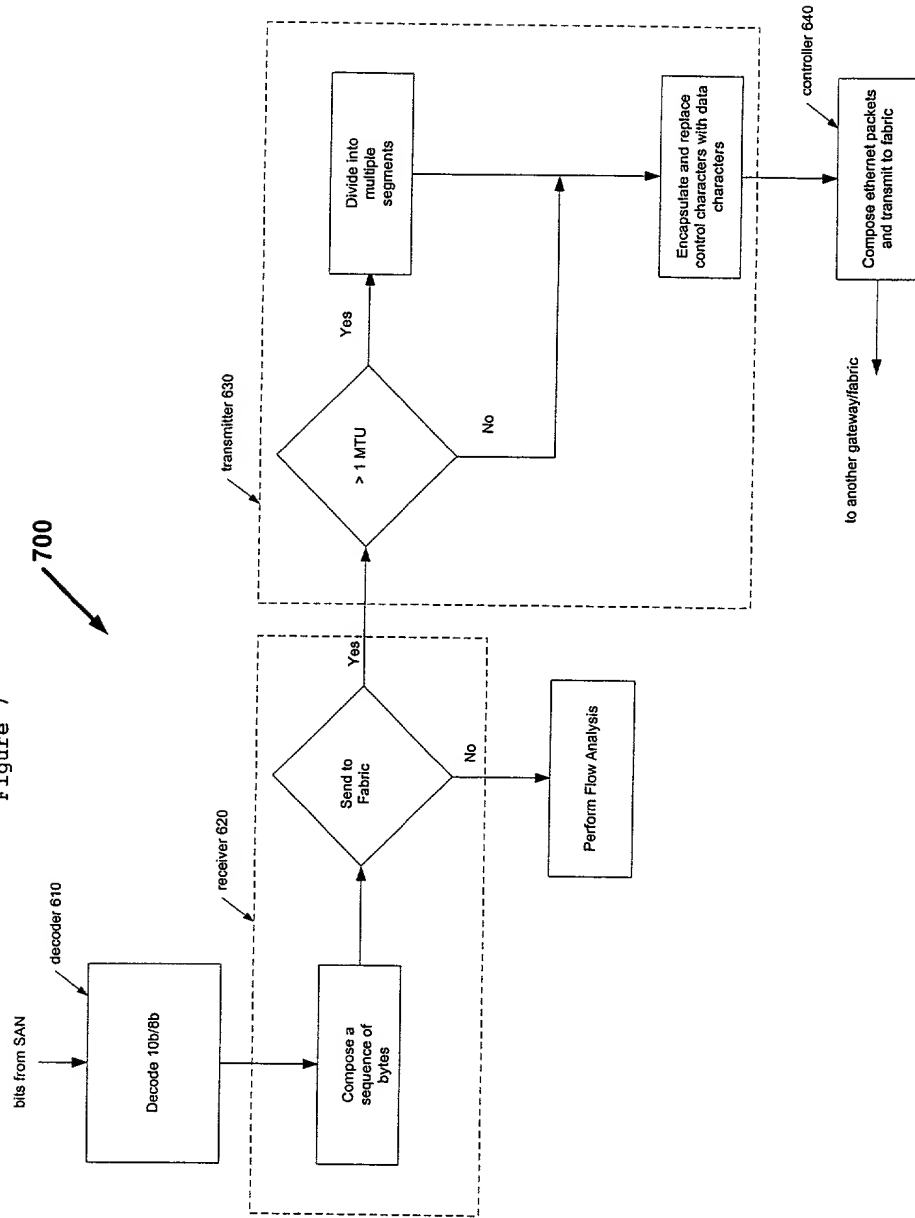 Figure 7
700
bits from SAN
decoder 610
Decode 10b/8b
receiver 620
Compose a
sequence of
bytes
Send to
Fabric
Yes
No
Perform Flow Analysis
transmitter 630
> 1 MTU
Yes
No
Divide into
multiple
segments
Encapsulate and replace
control characters with data
characters
controller 640
Compose ethernet packets
and transmit to fabric
to another gateway/fabric